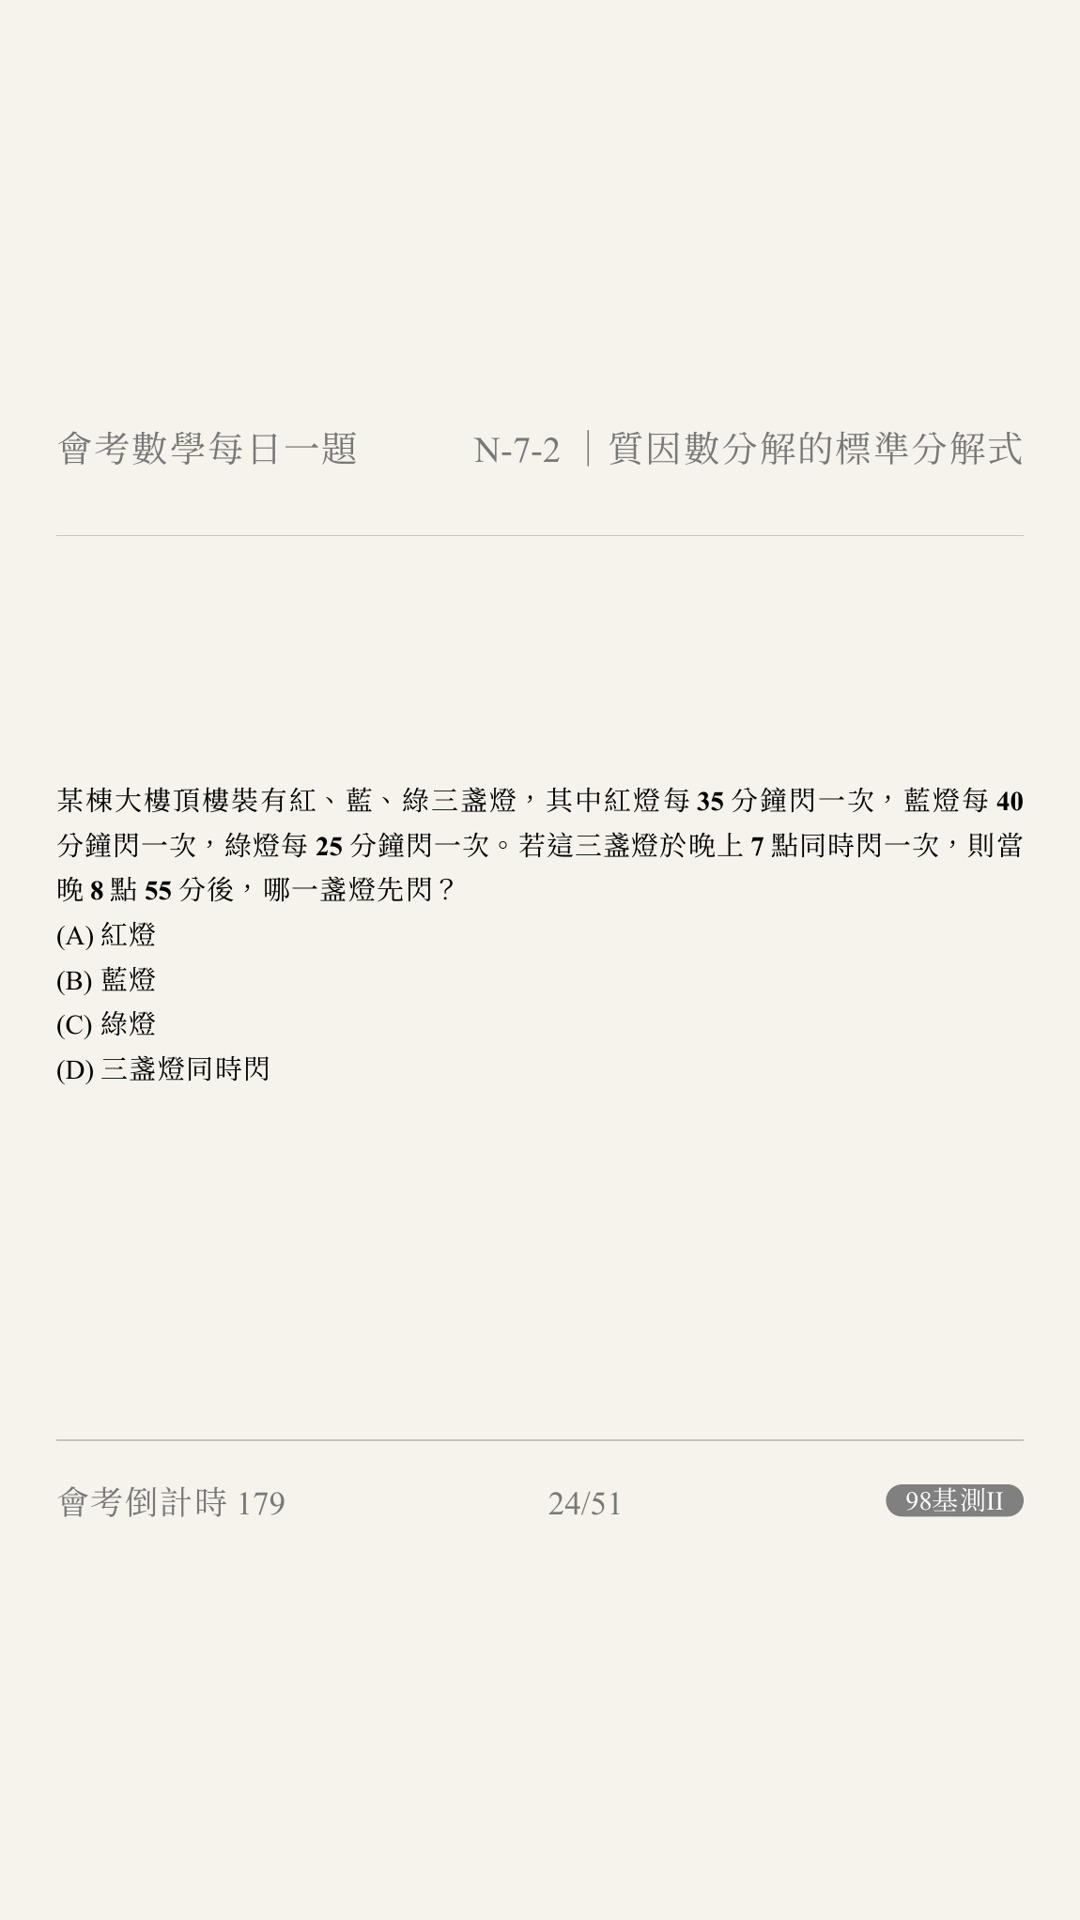 會考數學每日一題
N-7-2｜質因數分解的標準分解式
某棟大樓頂樓裝有紅、藍、綠三盞燈，其中紅燈每 35 分鐘閃一次，藍燈每 40
分鐘閃一次，綠燈每 25 分鐘閃一次。若這三盞燈於晚上 7 點同時閃一次，則當
晚 8 點 55 分後，哪一盞燈先閃？
(A) 紅燈
(B) 藍燈
(C) 綠燈
(D) 三盞燈同時閃
會考倒計時 179
24/51
98基測II